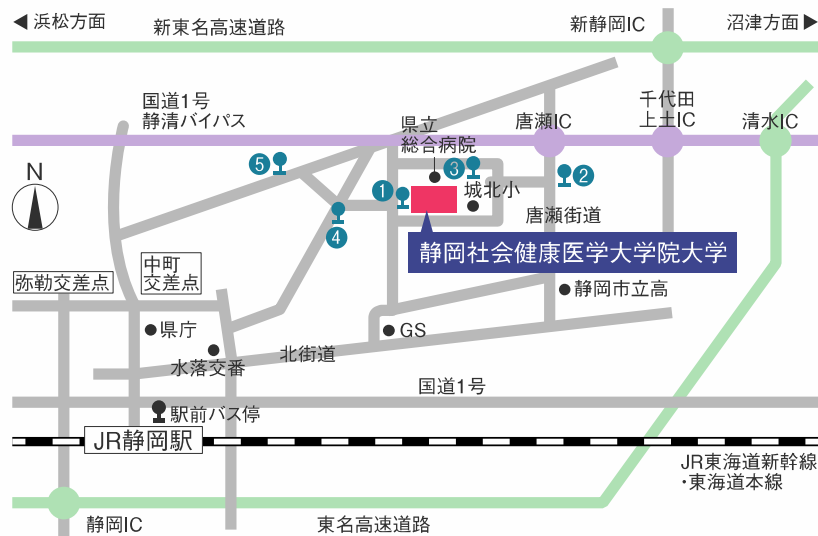 ◀ 浜松方面
新東名高速道路
新静岡IC
沼津方面▶
国道1号
静清バイパス
県立
総合病院
唐瀬IC
千代田
上土IC
清水IC
N
⑤
③
②
①
城北小
唐瀬街道
④
静岡社会健康医学大学院大学
弥勒交差点
中町
交差点
静岡市立高
県庁
GS
水落交番
北街道
国道1号
駅前バス停
JR静岡駅
JR東海道新幹線
・東海道本線
静岡IC
東名高速道路